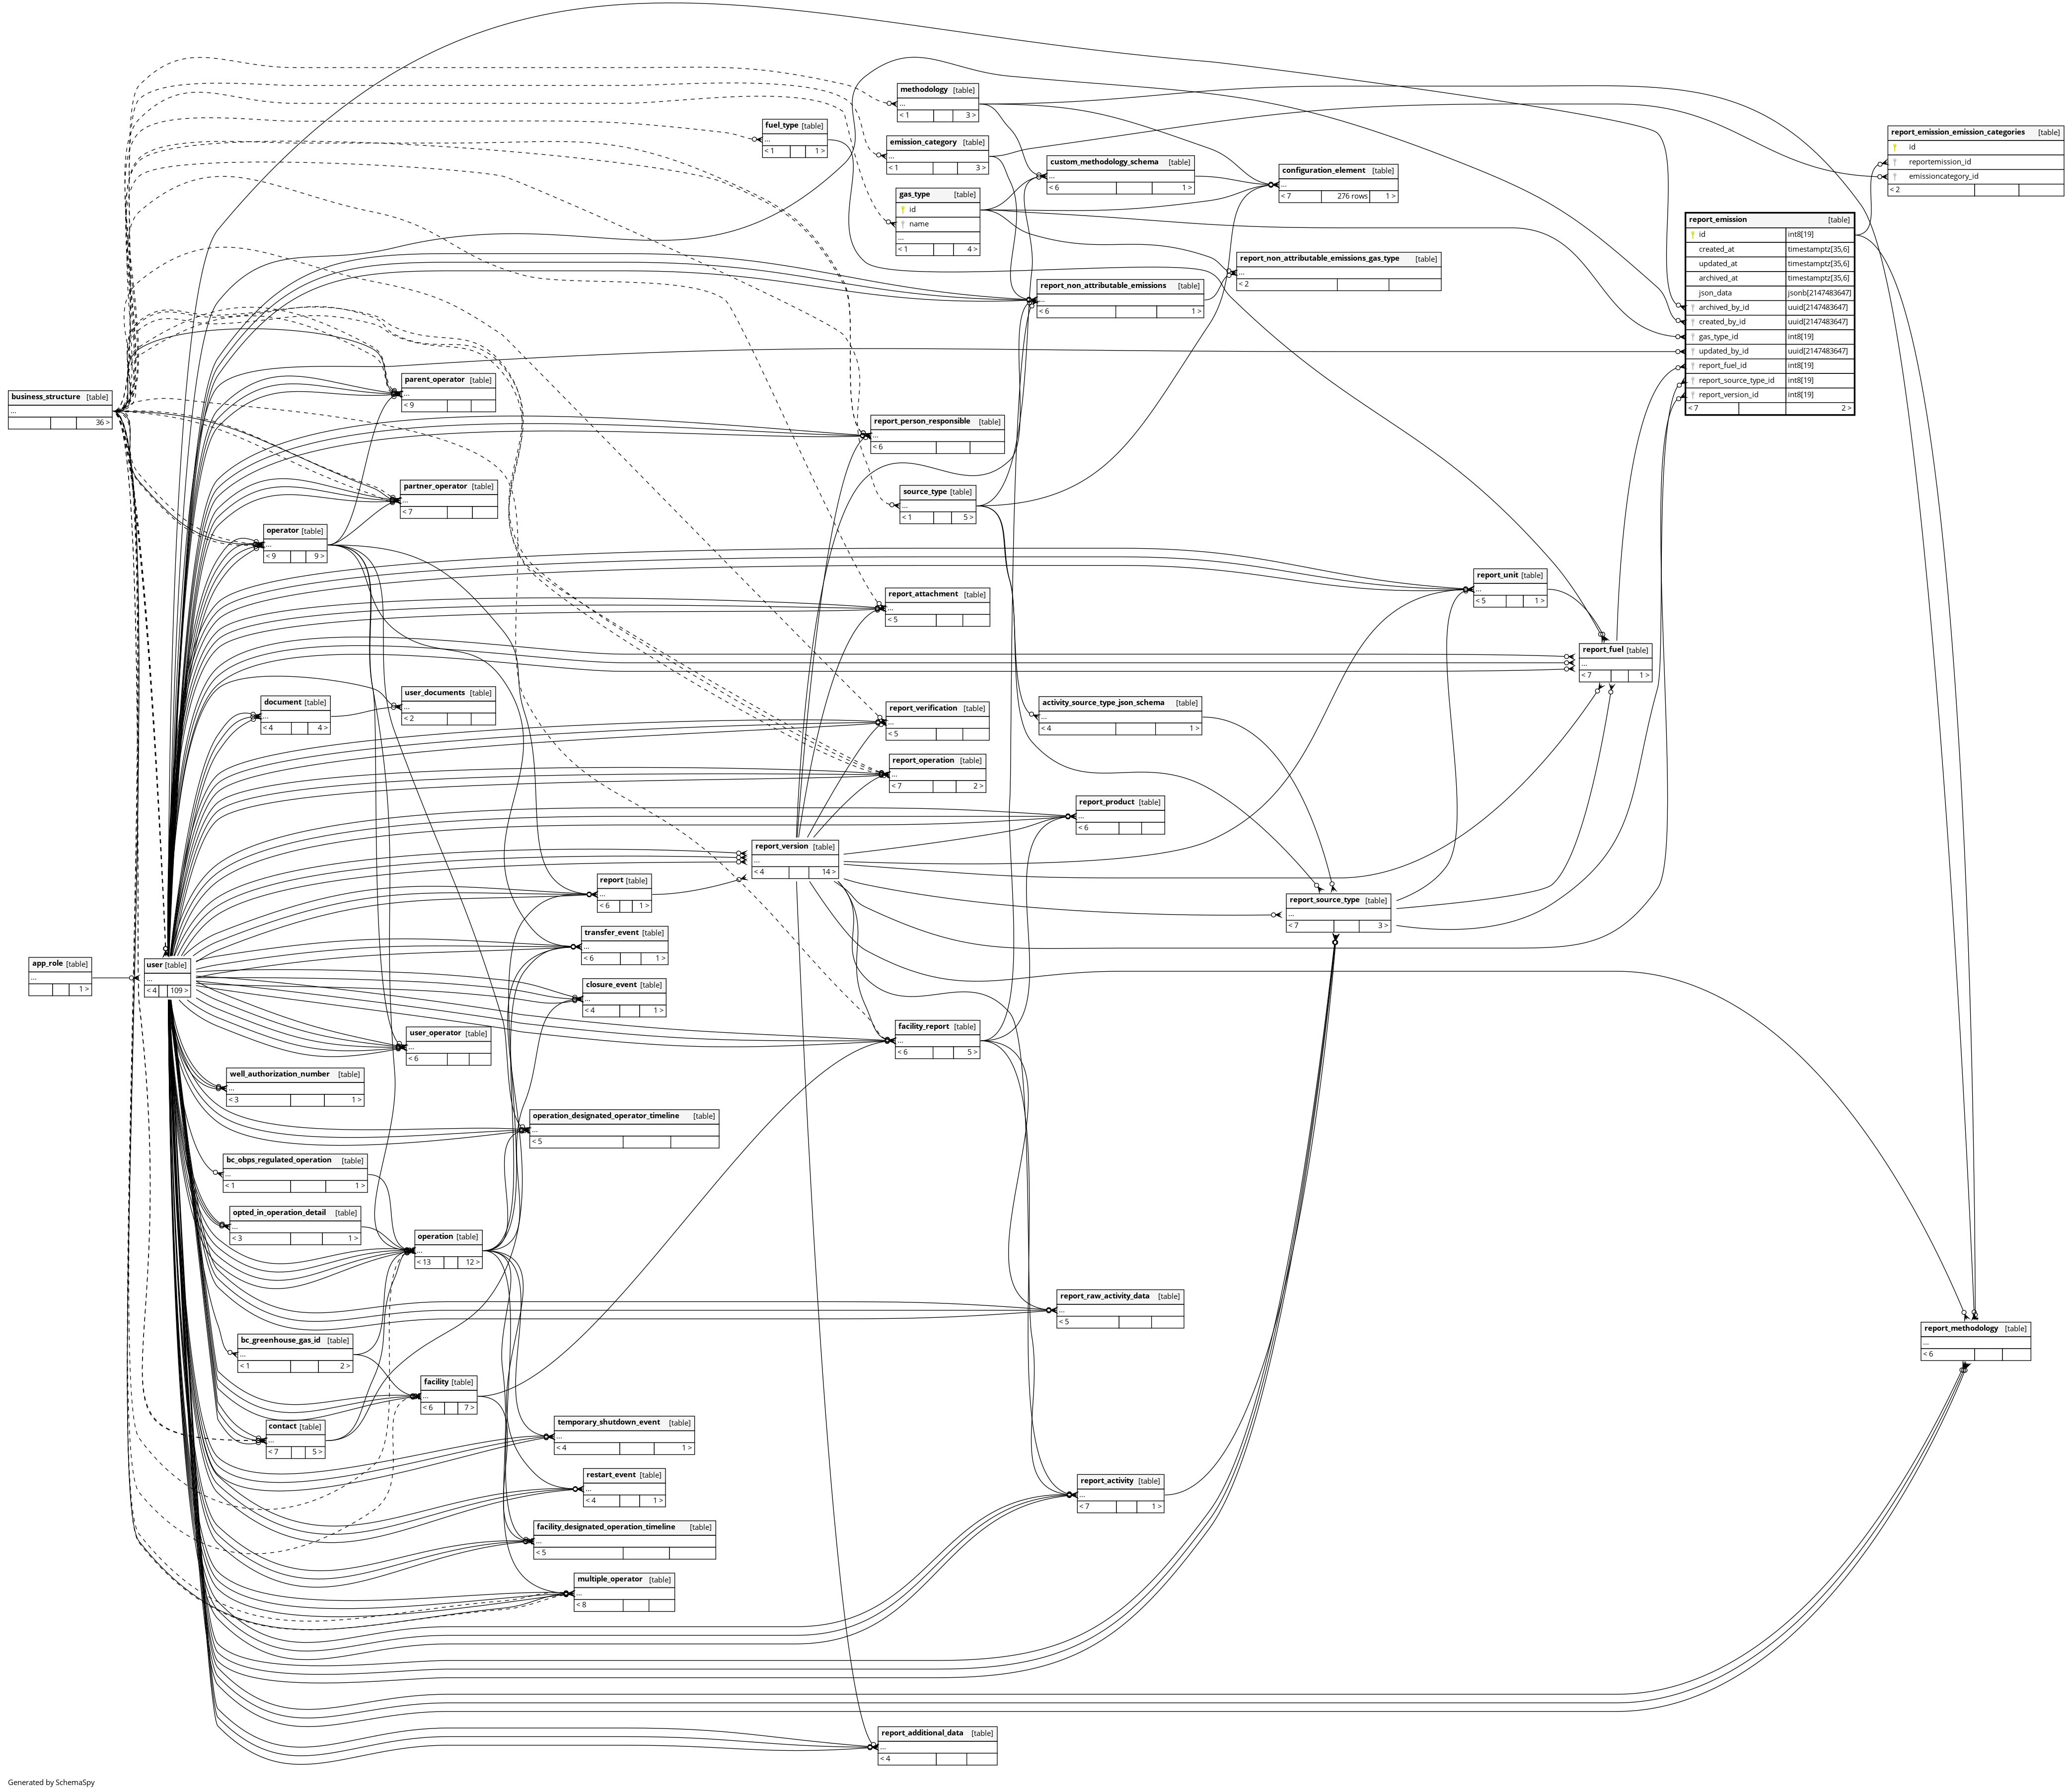 methodology [table]
...
< 1 3 >
fuel_type [table]
...
< 1 1 >
emission_category [table]
...
< 1 3 >
report_emission_emission_categories [table]
id
reportemission_id
emissioncategory_id
< 2
custom_methodology_schema [table]
...
< 6 1 >
configuration_element [table]
...
< 7 276 rows 1 >
gas_type [table]
id
name
...
< 1 4 >
report_emission [table]
id int8[19]
created_at timestamptz[35,6]
updated_at timestamptz[35,6]
archived_at timestamptz[35,6]
json_data jsonb[2147483647]
archived_by_id uuid[2147483647]
created_by_id uuid[2147483647]
gas_type_id int8[19]
updated_by_id uuid[2147483647]
report_fuel_id int8[19]
report_source_type_id int8[19]
report_version_id int8[19]
< 7 2 >
report_non_attributable_emissions_gas_type [table]
...
< 2
report_non_attributable_emissions [table]
...
< 6 1 >
parent_operator [table]
...
< 9
business_structure [table]
...
36 >
report_person_responsible [table]
...
< 6
partner_operator [table]
...
< 7
source_type [table]
...
< 1 5 >
operator [table]
...
< 9 9 >
report_unit [table]
...
< 5 1 >
report_attachment [table]
...
< 5
report_fuel [table]
...
< 7 1 >
user_documents [table]
...
< 2
document [table]
...
< 4 4 >
activity_source_type_json_schema [table]
...
< 4 1 >
report_verification [table]
...
< 5
report_operation [table]
...
< 7 2 >
report_product [table]
...
< 6
report_version [table]
...
< 4 14 >
report [table]
...
< 6 1 >
report_source_type [table]
...
< 7 3 >
transfer_event [table]
...
< 6 1 >
app_role [table]
...
1 >
user [table]
...
< 4 109 >
closure_event [table]
...
< 4 1 >
facility_report [table]
...
< 6 5 >
user_operator [table]
...
< 6
well_authorization_number [table]
...
< 3 1 >
operation_designated_operator_timeline [table]
...
< 5
bc_obps_regulated_operation [table]
...
< 1 1 >
opted_in_operation_detail [table]
...
< 3 1 >
operation [table]
...
< 13 12 >
report_raw_activity_data [table]
...
< 5
report_methodology [table]
...
< 6
bc_greenhouse_gas_id [table]
...
< 1 2 >
facility [table]
...
< 6 7 >
contact [table]
...
< 7 5 >
temporary_shutdown_event [table]
...
< 4 1 >
restart_event [table]
...
< 4 1 >
report_activity [table]
...
< 7 1 >
facility_designated_operation_timeline [table]
...
< 5
multiple_operator [table]
...
< 8
report_additional_data [table]
...
< 4
Generated by SchemaSpy